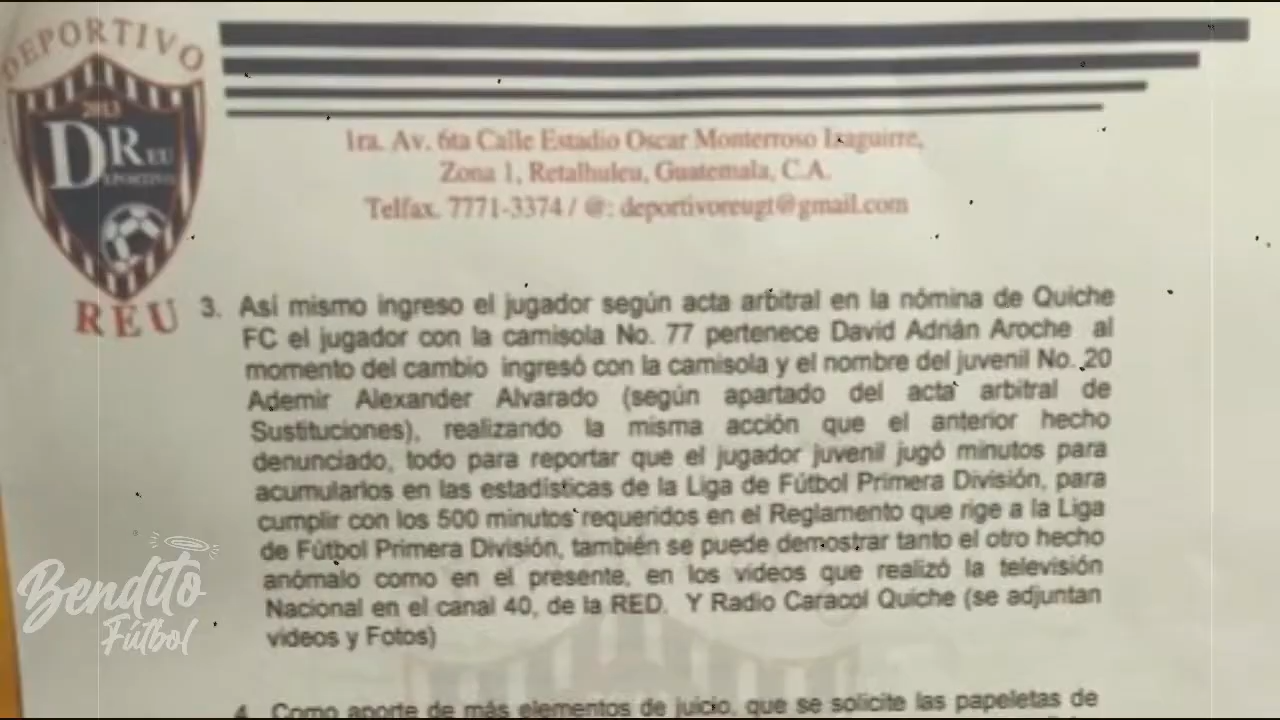 DEPORTIVO
2013
DR EU
DEPORTIVO
REU
1ra. Av. 6ta Calle Estadio Oscar Monterroso Izaguirre,
Zona 1, Retalhuleu, Guatemala, C.A.
Telfax. 7771-3374 / @: deportivoreugt@gmail.com
3. Así mismo ingreso el jugador según acta arbitral en la nómina de Quiche
FC el jugador con la camisola No. 77 pertenece David Adrián Aroche al
momento del cambio ingresó con la camisola y el nombre del juvenil No. 20
Ademir Alexander Alvarado (según apartado del acta arbitral de
Sustituciones), realizando la misma acción que el anterior hecho
denunciado, todo para reportar que el jugador juvenil jugó minutos para
acumularlos en las estadísticas de la Liga de Fútbol Primera División, para
cumplir con los 500 minutos requeridos en el Reglamento que rige a la Liga
de Fútbol Primera División, también se puede demostrar tanto el otro hecho
anómalo como en el presente, en los videos que realizó la televisión
Nacional en el canal 40, de la RED. Y Radio Caracol Quiche (se adjuntan
videos y Fotos)
4. Como aporte de más elementos de juicio, que se solicite las papeletas de
Bendito
Fútbol